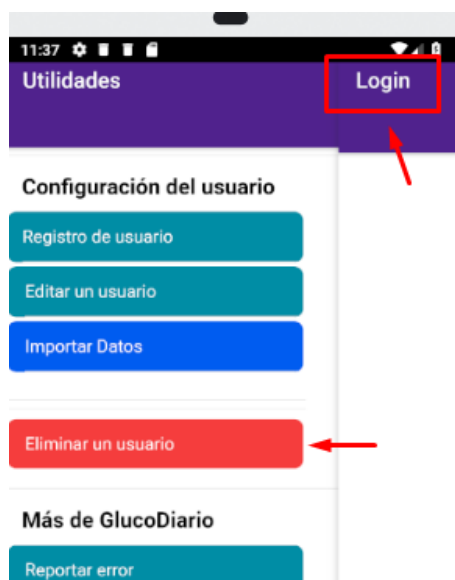 11:37
Utilidades
Login
Configuración del usuario
Registro de usuario
Editar un usuario
Importar Datos
Eliminar un usuario
Más de GlucoDiario
Reportar error